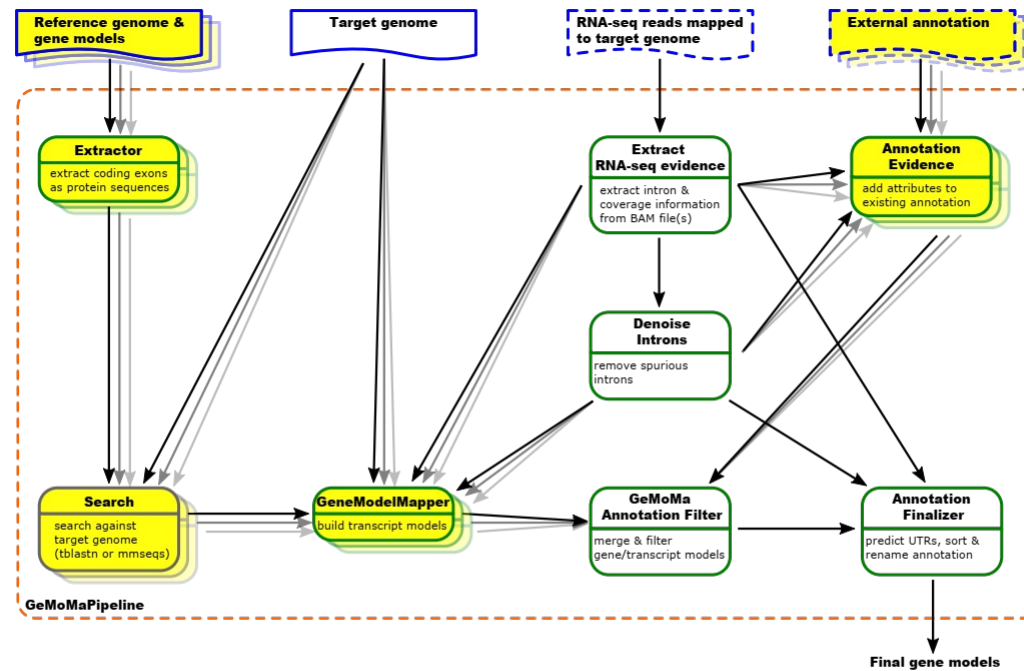 Reference genome &
gene models
Target genome
RNA-seq reads mapped
to target genome
External annotation
Extractor
extract coding exons
as protein sequences
Extract
RNA-seq evidence
extract intron &
coverage information
from BAM file(s)
Annotation
Evidence
add attributes to
existing annotation
Denoise
Introns
remove spurious
introns
Search
search against
target genome
(tblastn or mmseqs)
GeneModelMapper
build transcript models
GeMoMa
Annotation Filter
merge & filter
gene/transcript models
Annotation
Finalizer
predict UTRs, sort &
rename annotation
GeMoMaPipeline
Final gene models